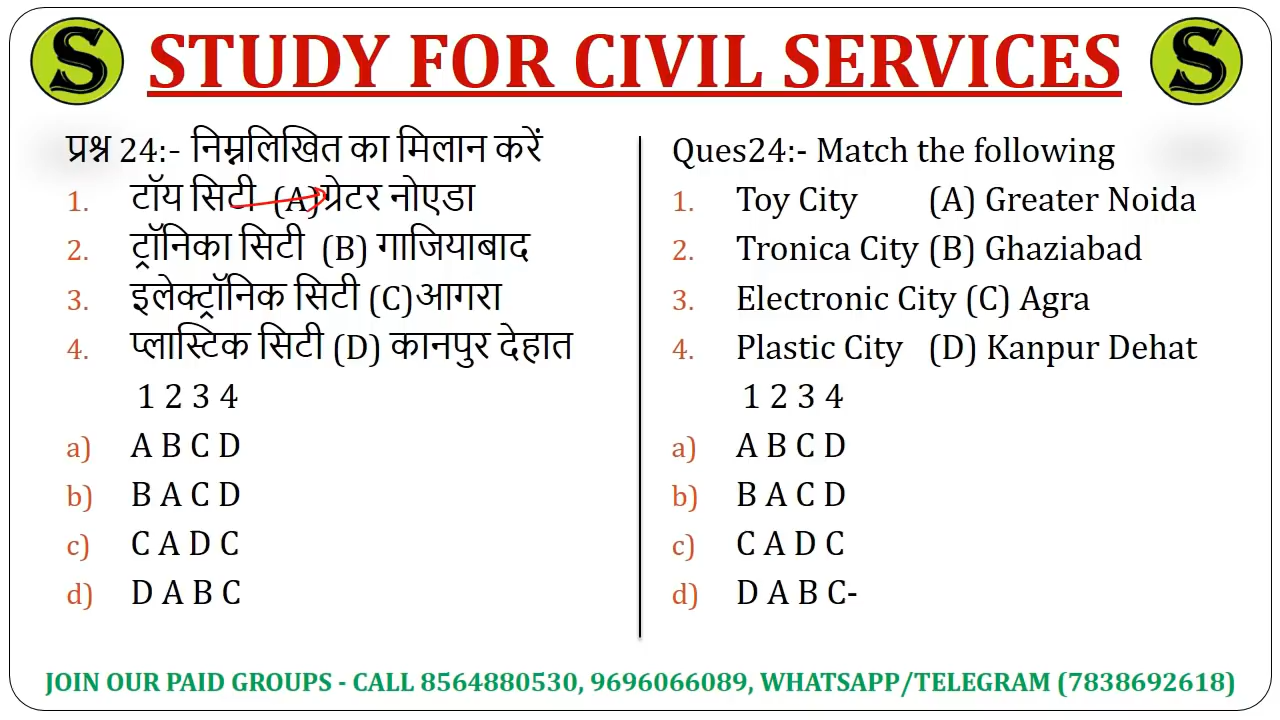 S STUDY FOR CIVIL SERVICES S
प्रश्न 24:- निम्नलिखित का मिलान करें
1. टॉय सिटी (A)ग्रेटर नोएडा
2. ट्रॉनिका सिटी (B) गाजियाबाद
3. इलेक्ट्रॉनिक सिटी (C)आगरा
4. प्लास्टिक सिटी (D) कानपुर देहात
1 2 3 4
a) A B C D
b) B A C D
c) C A D C
d) D A B C
Ques24:- Match the following
1. Toy City (A) Greater Noida
2. Tronica City (B) Ghaziabad
3. Electronic City (C) Agra
4. Plastic City (D) Kanpur Dehat
1 2 3 4
a) A B C D
b) B A C D
c) C A D C
d) D A B C-
JOIN OUR PAID GROUPS - CALL 8564880530, 9696066089, WHATSAPP/TELEGRAM (7838692618)